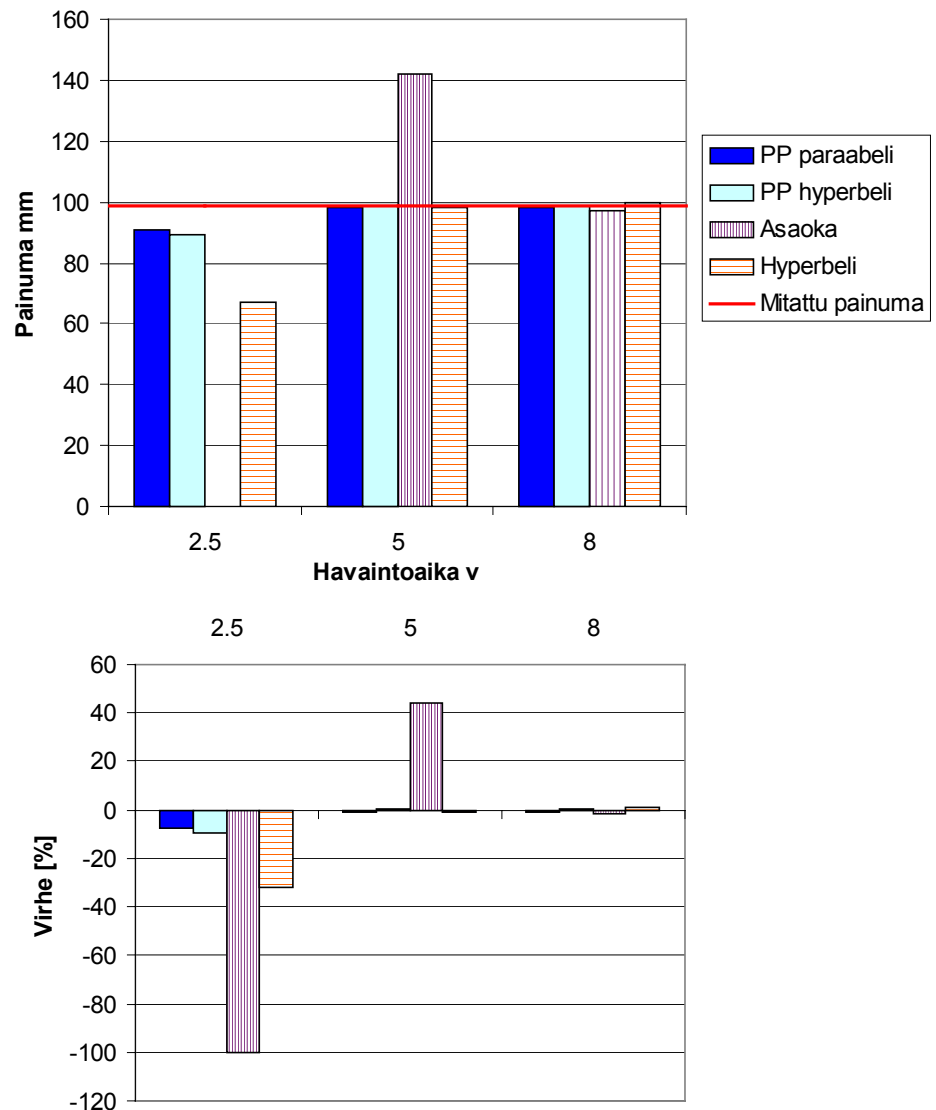 160
140
120
100
80
60
40
20
0
Painuma mm
2.5 5 8
Havaintoaika v
PP paraabeli
PP hyperbeli
Asaoka
Hyperbeli
Mitattu painuma
2.5 5 8
60
40
20
0
-20
-40
-60
-80
-100
-120
Virhe [%]